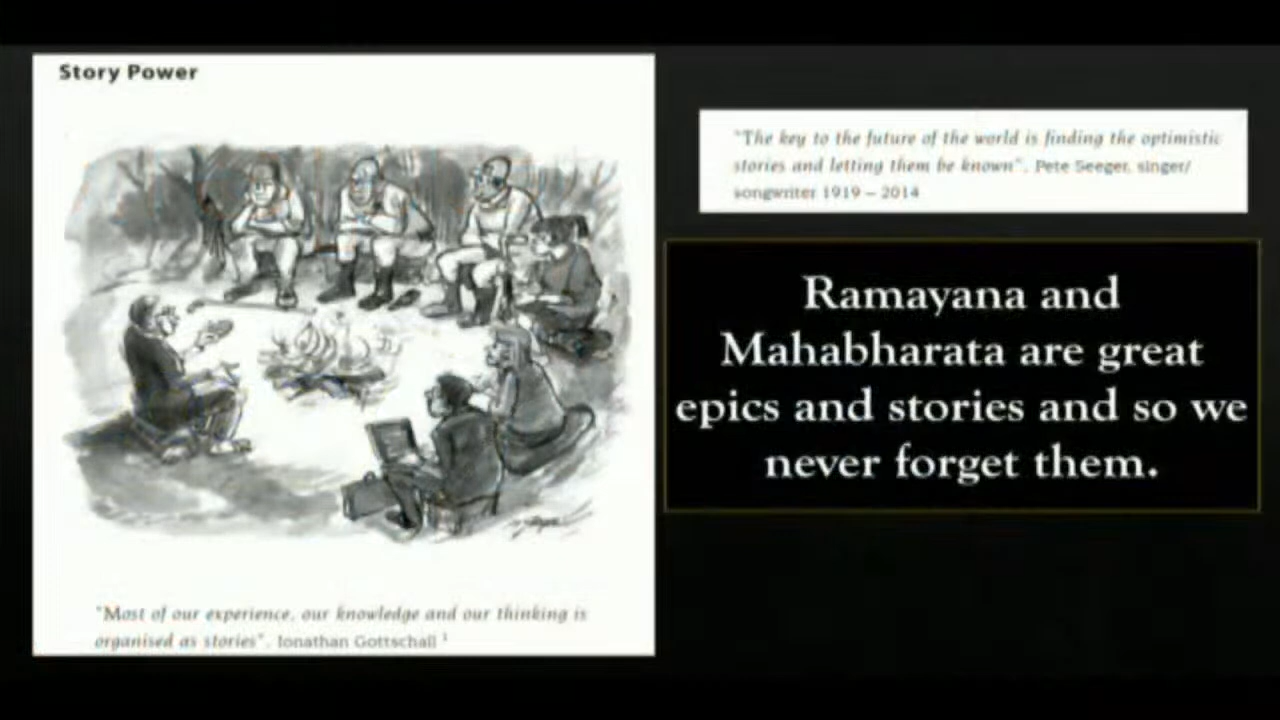 Story Power
"Most of our experience, our knowledge and our thinking is
organised as stories". Jonathan Gottschall 1
"The key to the future of the world is finding the optimistic
stories and letting them be known". Pete Seeger, singer/
songwriter 1919 – 2014
Ramayana and
Mahabharata are great
epics and stories and so we
never forget them.